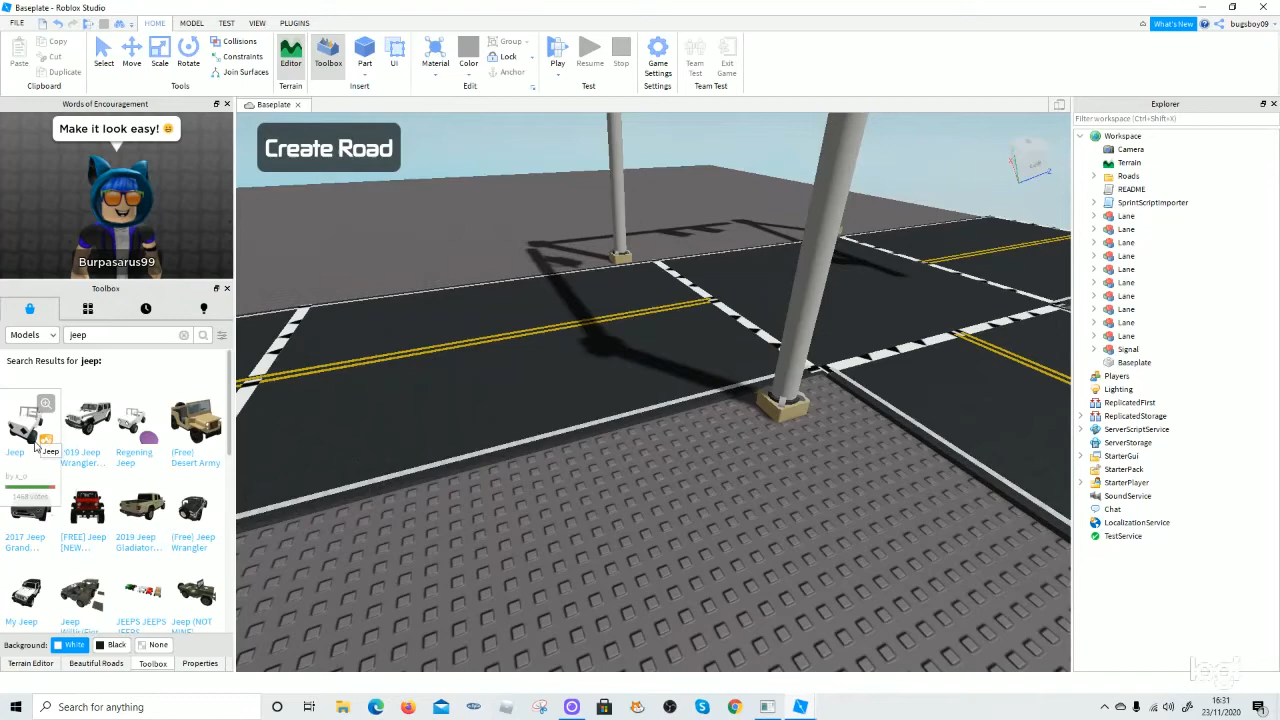 Baseplate - Roblox Studio
FILE HOME MODEL TEST VIEW PLUGINS What's New bugsboy09
Paste Copy Cut Duplicate Clipboard
Select Move Scale Rotate Collisions Constraints Join Surfaces Tools
Editor Terrain
Toolbox Part UI Insert
Material Color Group Lock Anchor Edit
Play Resume Stop Test
Game Settings Settings
Team Test Exit Game Team Test
Words of Encouragement
Make it look easy!
Burpasarus99
Toolbox
Models jeep
Search Results for jeep:
Jeep
Jeep
by x_o
1468 votes
2019 Jeep Wrangler...
Regening Jeep
(Free) Desert Army
2017 Jeep Grand...
[FREE] Jeep [NEW...
2019 Jeep Gladiator...
(Free) Jeep Wrangler
My Jeep
Jeep
JEEPS JEEPS
Jeep (NOT
Background: White Black None
Terrain Editor Beautiful Roads Toolbox Properties
Baseplate
Create Road
Explorer
Filter workspace (Ctrl+Shift+X)
Workspace
Camera
Terrain
Roads
README
SprintScriptImporter
Lane
Lane
Lane
Lane
Lane
Lane
Lane
Lane
Lane
Lane
Signal
Baseplate
Players
Lighting
ReplicatedFirst
ReplicatedStorage
ServerScriptService
ServerStorage
StarterGui
StarterPack
StarterPlayer
SoundService
Chat
LocalizationService
TestService
Search for anything
16:31
23/11/2020